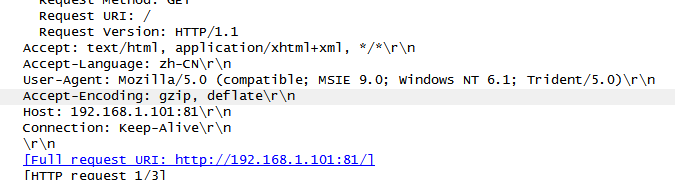 Request Method: GET
Request URI: /
Request Version: HTTP/1.1
Accept: text/html, application/xhtml+xml, */*\r\n
Accept-Language: zh-CN\r\n
User-Agent: Mozilla/5.0 (compatible; MSIE 9.0; Windows NT 6.1; Trident/5.0)\r\n
Accept-Encoding: gzip, deflate\r\n
Host: 192.168.1.101:81\r\n
Connection: Keep-Alive\r\n
\r\n
[Full request URI: http://192.168.1.101:81/]
[HTTP request 1/3]